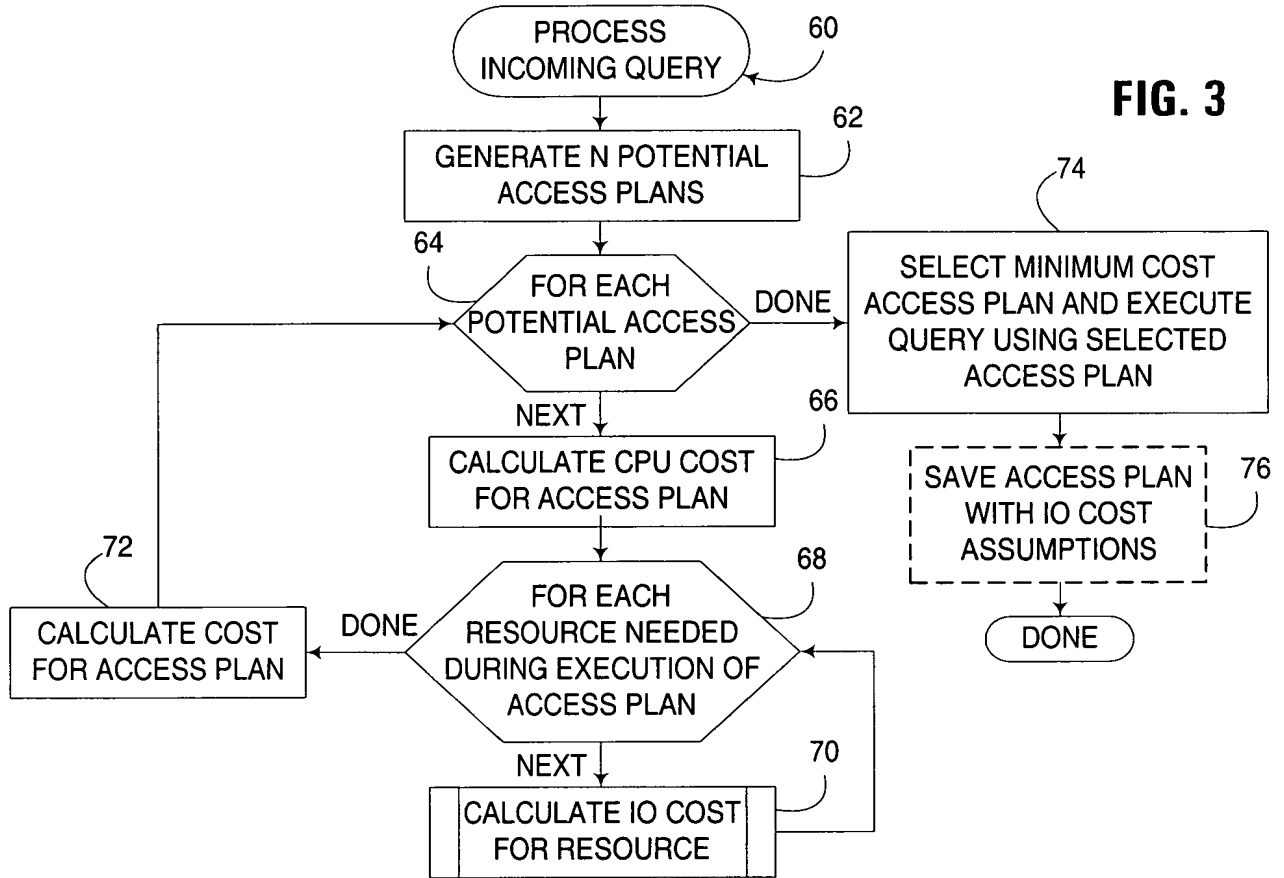 PROCESS
INCOMING QUERY
60
FIG. 3
GENERATE N POTENTIAL
ACCESS PLANS
62
64
FOR EACH
POTENTIAL ACCESS
PLAN
DONE
NEXT
74
SELECT MINIMUM COST
ACCESS PLAN AND EXECUTE
QUERY USING SELECTED
ACCESS PLAN
66
CALCULATE CPU COST
FOR ACCESS PLAN
SAVE ACCESS PLAN
WITH IO COST
ASSUMPTIONS
76
DONE
68
FOR EACH
RESOURCE NEEDED
DURING EXECUTION OF
ACCESS PLAN
DONE
72
CALCULATE COST
FOR ACCESS PLAN
NEXT
70
CALCULATE IO COST
FOR RESOURCE